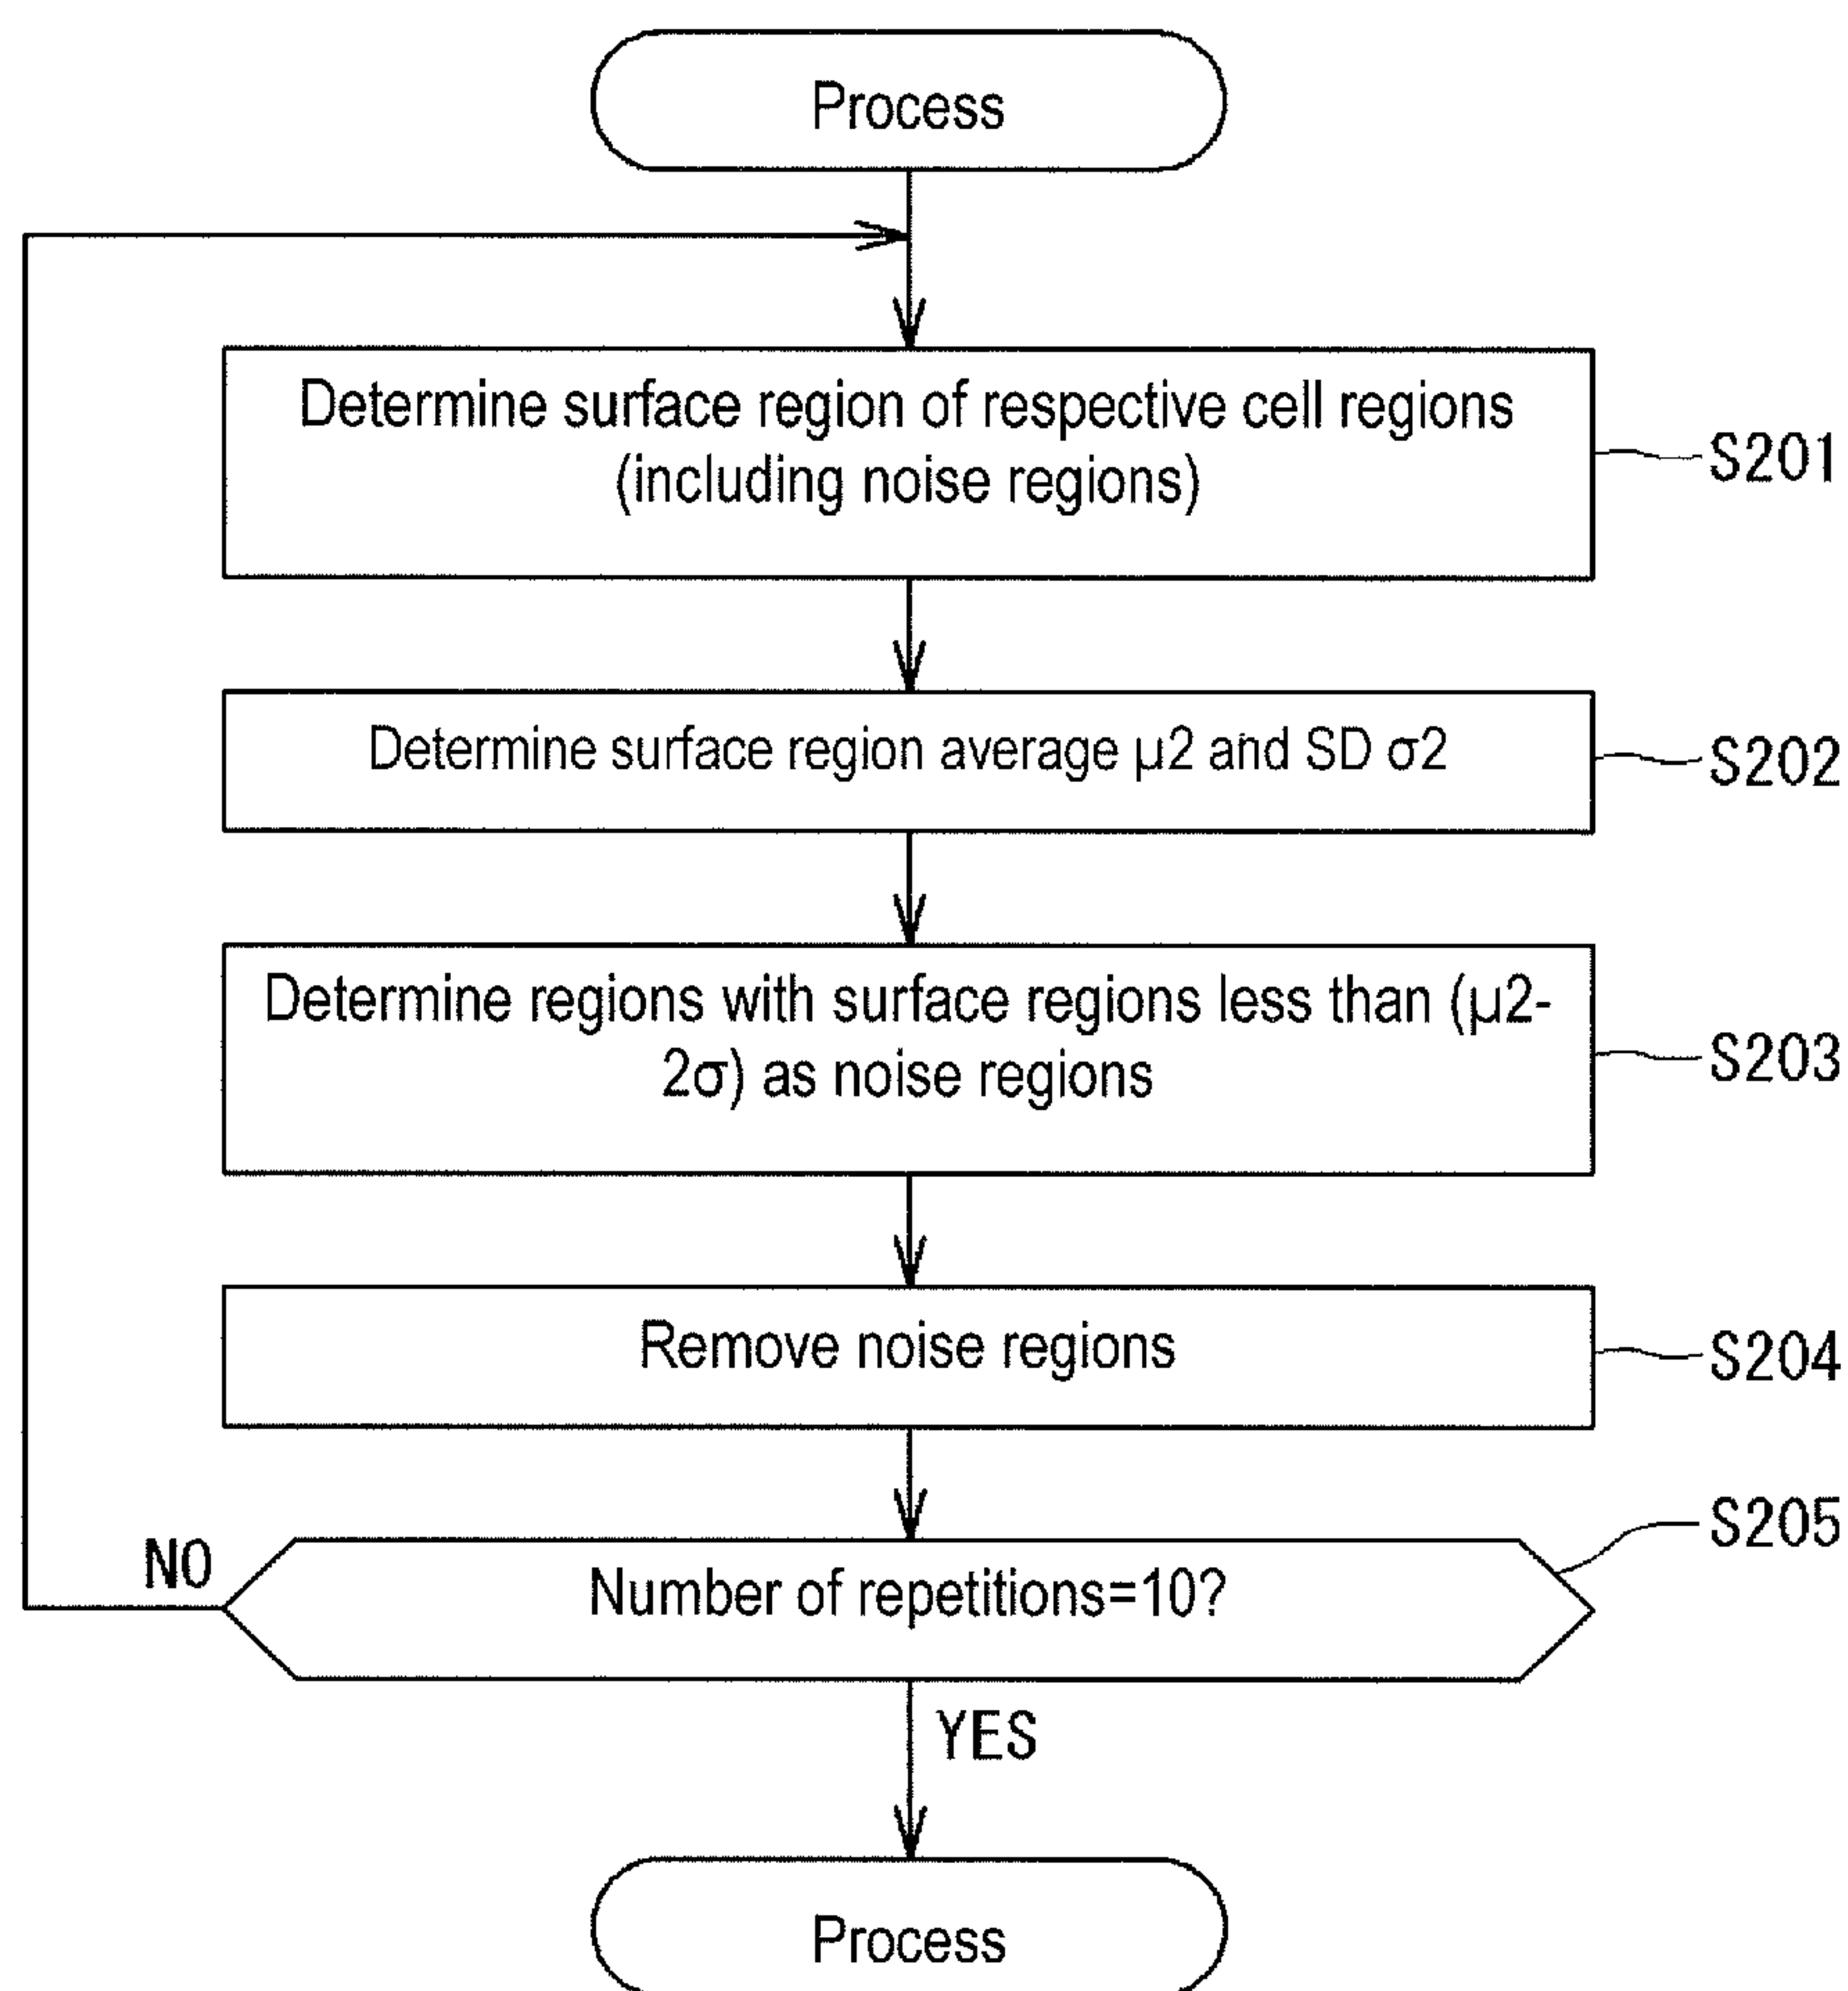 Process
Determine surface region of respective cell regions
(including noise regions)
S201
Determine surface region average μ2 and SD σ2
S202
Determine regions with surface regions less than (μ2-
2σ) as noise regions
S203
Remove noise regions
S204
S205
NO
Number of repetitions=10?
YES
Process